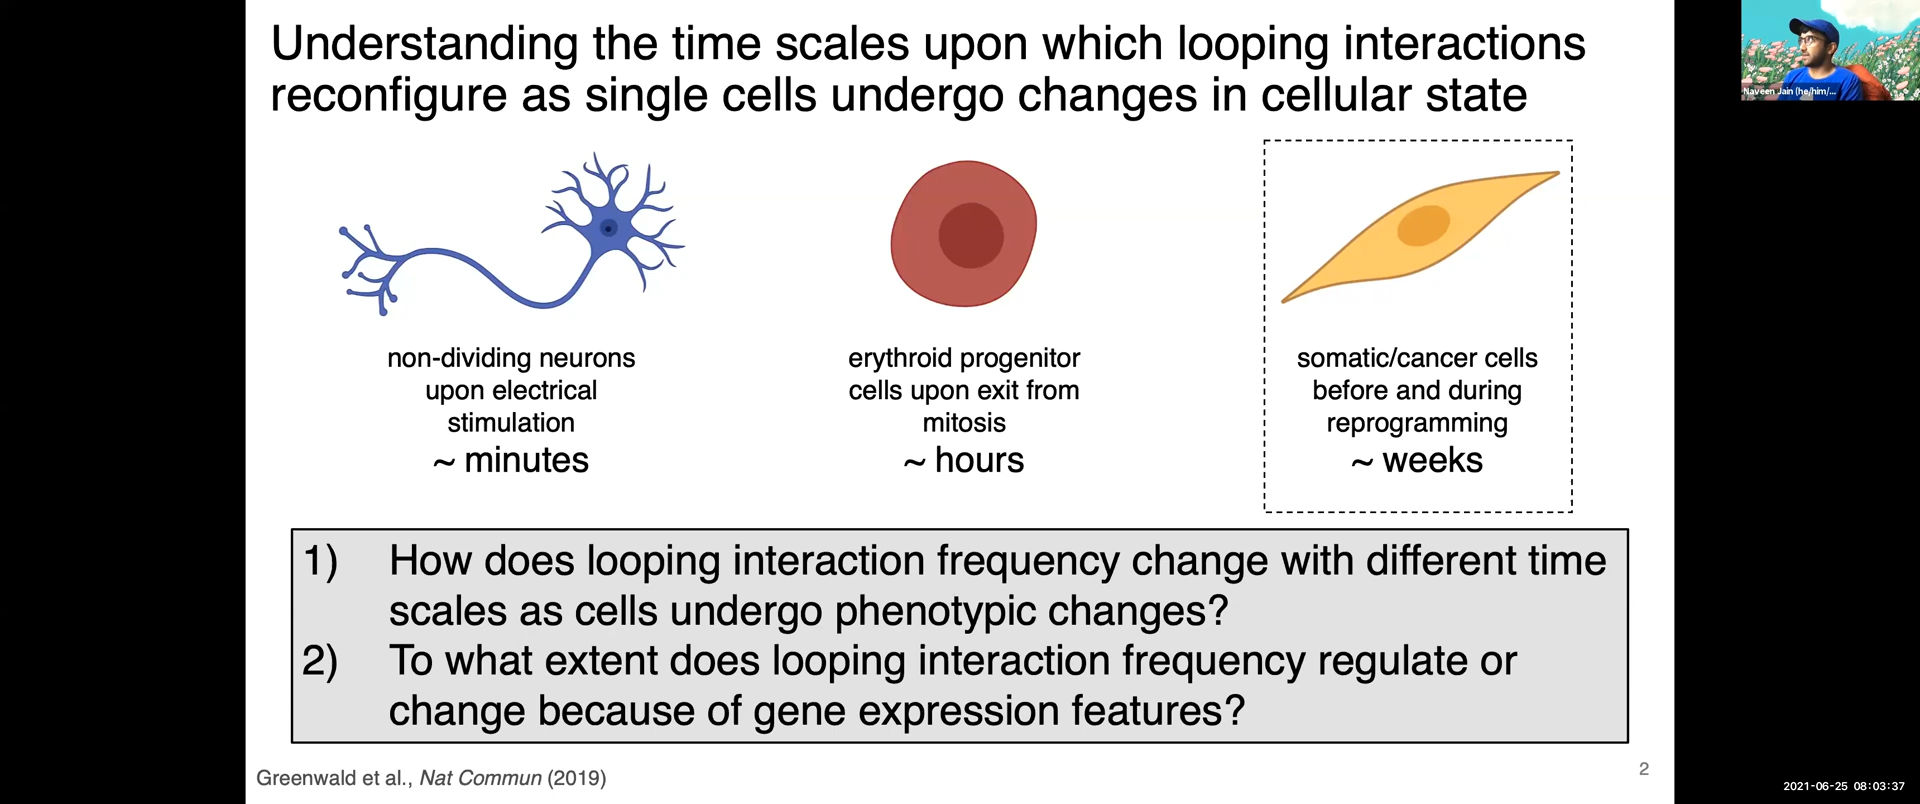 Understanding the time scales upon which looping interactions
reconfigure as single cells undergo changes in cellular state
Naveen Jain (he/him/...
non-dividing neurons
upon electrical
stimulation
~ minutes
erythroid progenitor
cells upon exit from
mitosis
~ hours
somatic/cancer cells
before and during
reprogramming
~ weeks
1) How does looping interaction frequency change with different time
scales as cells undergo phenotypic changes?
2) To what extent does looping interaction frequency regulate or
change because of gene expression features?
Greenwald et al., Nat Commun (2019)
2
2021-06-25 08:03:37